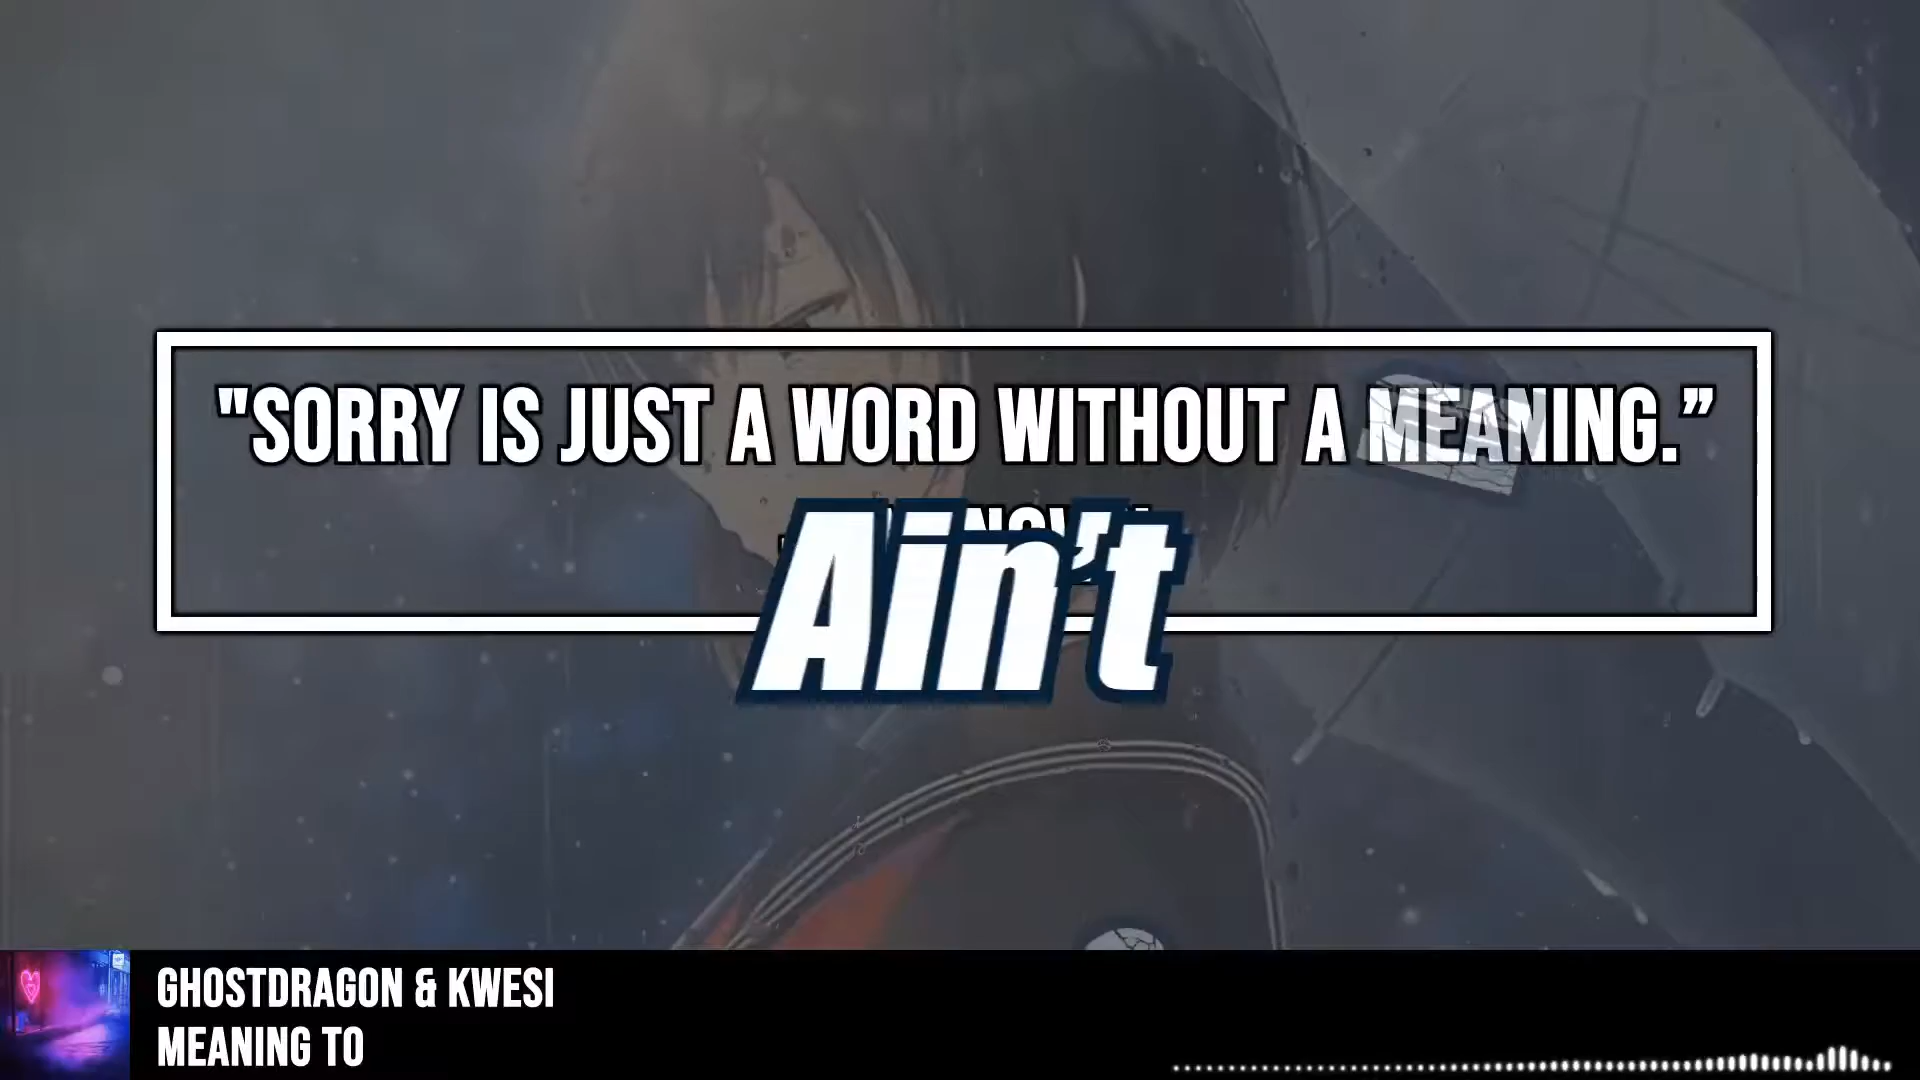 "SORRY IS JUST A WORD WITHOUT A MEANING.”
Ain’t
GHOSTDRAGON & KWESI
MEANING TO